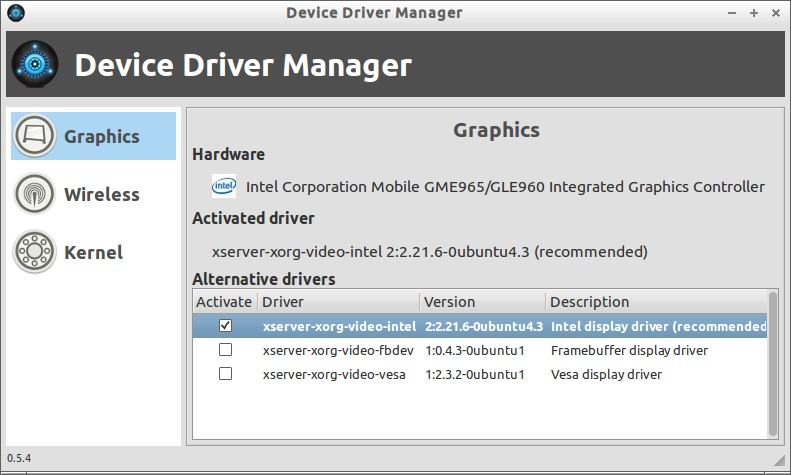 Device Driver Manager
Device Driver Manager
Graphics
Wireless
Kernel
Graphics
Hardware
intel Intel Corporation Mobile GME965/GLE960 Integrated Graphics Controller
Activated driver
xserver-xorg-video-intel 2:2.21.6-0ubuntu4.3 (recommended)
Alternative drivers
Activate Driver Version Description
xserver-xorg-video-intel 2:2.21.6-0ubuntu4.3 Intel display driver (recommended
xserver-xorg-video-fbdev 1:0.4.3-0ubuntu1 Framebuffer display driver
xserver-xorg-video-vesa 1:2.3.2-0ubuntu1 Vesa display driver
0.5.4